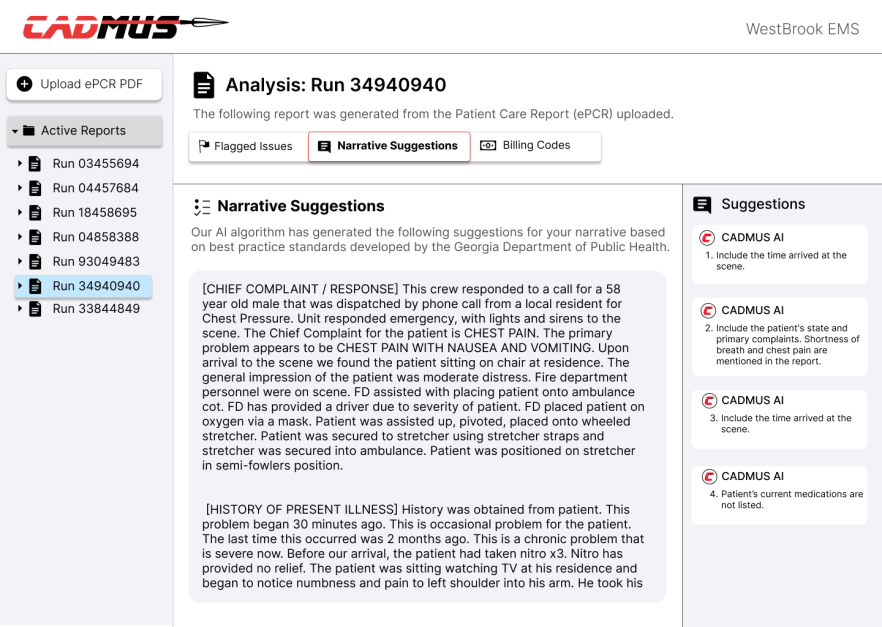 CADMUS
WestBrook EMS
Upload ePCR PDF
Active Reports
Run 03455694
Run 04457684
Run 18458695
Run 04858388
Run 93049483
Run 34940940
Run 33844849
Analysis: Run 34940940
The following report was generated from the Patient Care Report (ePCR) uploaded.
Flagged Issues
Narrative Suggestions
Billing Codes
Narrative Suggestions
Our AI algorithm has generated the following suggestions for your narrative based
on best practice standards developed by the Georgia Department of Public Health.
[CHIEF COMPLAINT / RESPONSE] This crew responded to a call for a 58
year old male that was dispatched by phone call from a local resident for
Chest Pressure. Unit responded emergency, with lights and sirens to the
scene. The Chief Complaint for the patient is CHEST PAIN. The primary
problem appears to be CHEST PAIN WITH NAUSEA AND VOMITING. Upon
arrival to the scene we found the patient sitting on chair at residence. The
general impression of the patient was moderate distress. Fire department
personnel were on scene. FD assisted with placing patient onto ambulance
cot. FD has provided a driver due to severity of patient. FD placed patient on
oxygen via a mask. Patient was assisted up, pivoted, placed onto wheeled
stretcher. Patient was secured to stretcher using stretcher straps and
stretcher was secured into ambulance. Patient was positioned on stretcher
in semi-fowlers position.
[HISTORY OF PRESENT ILLNESS] History was obtained from patient. This
problem began 30 minutes ago. This is occasional problem for the patient.
The last time this occurred was 2 months ago. This is a chronic problem that
is severe now. Before our arrival, the patient had taken nitro x3. Nitro has
provided no relief. The patient was sitting watching TV at his residence and
began to notice numbness and pain to left shoulder into his arm. He took his
Suggestions
CADMUS AI
1. Include the time arrived at the
scene.
CADMUS AI
2. Include the patient's state and
primary complaints. Shortness of
breath and chest pain are
mentioned in the report.
CADMUS AI
3. Include the time arrived at the
scene.
CADMUS AI
4. Patient's current medications are
not listed.